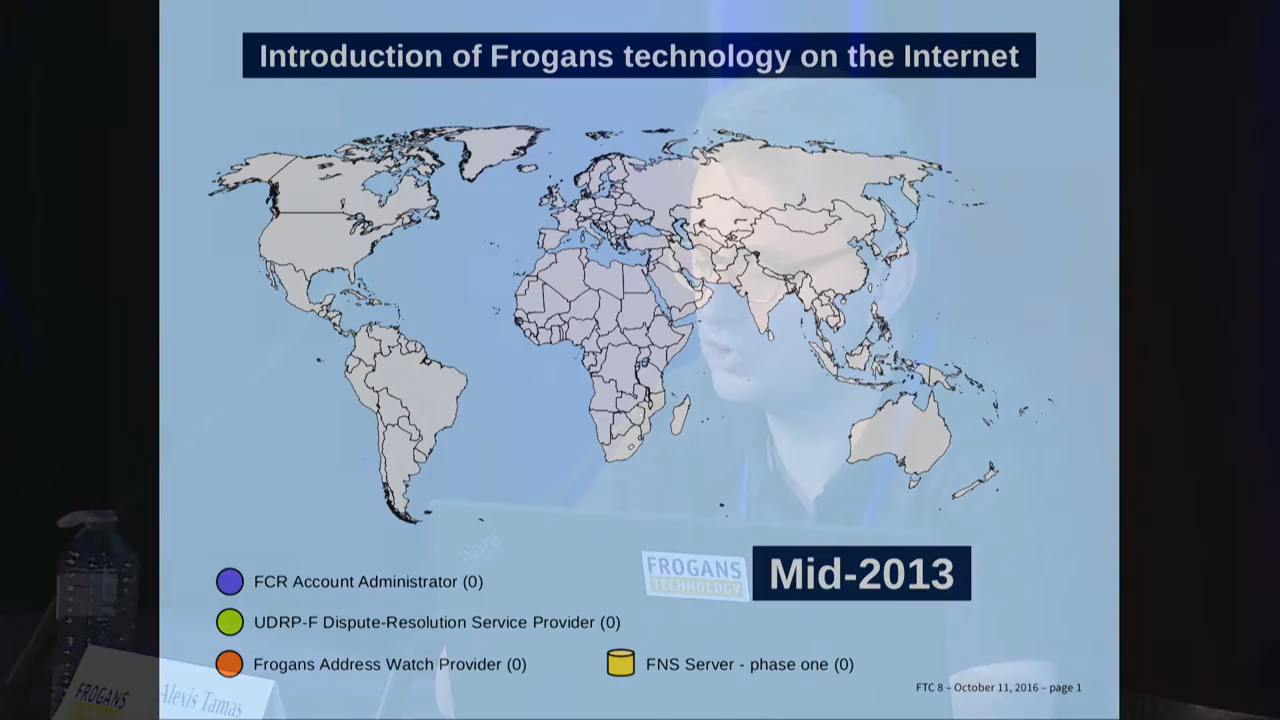 Introduction of Frogans technology on the Internet
FROGANS
TECHNOLOGY
Mid-2013
FCR Account Administrator (0)
UDRP-F Dispute-Resolution Service Provider (0)
Frogans Address Watch Provider (0)
FNS Server - phase one (0)
FTC 8 – October 11, 2016 – page 1
FROGANS
Alexis Tamas
ThinkPad